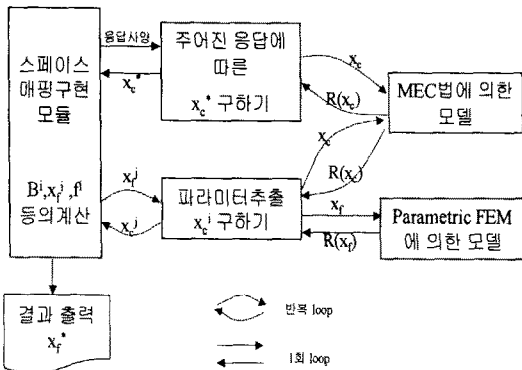 스페이스
매핑구현
모듈
B^j,x_f^j ,f^j
등의계산
응답사양
x_c*
주어진 응답에
따른
x_c* 구하기
x_c
R(x_c)
MEC법에 의한
모델
x_c
R(x_c)
x_f^j
x_c^j
파라미터추출
x_c^j 구하기
x_f
R(x_f)
Parametric FEM
에 의한 모델
결과 출력
x_f*
반복 loop
1회 loop